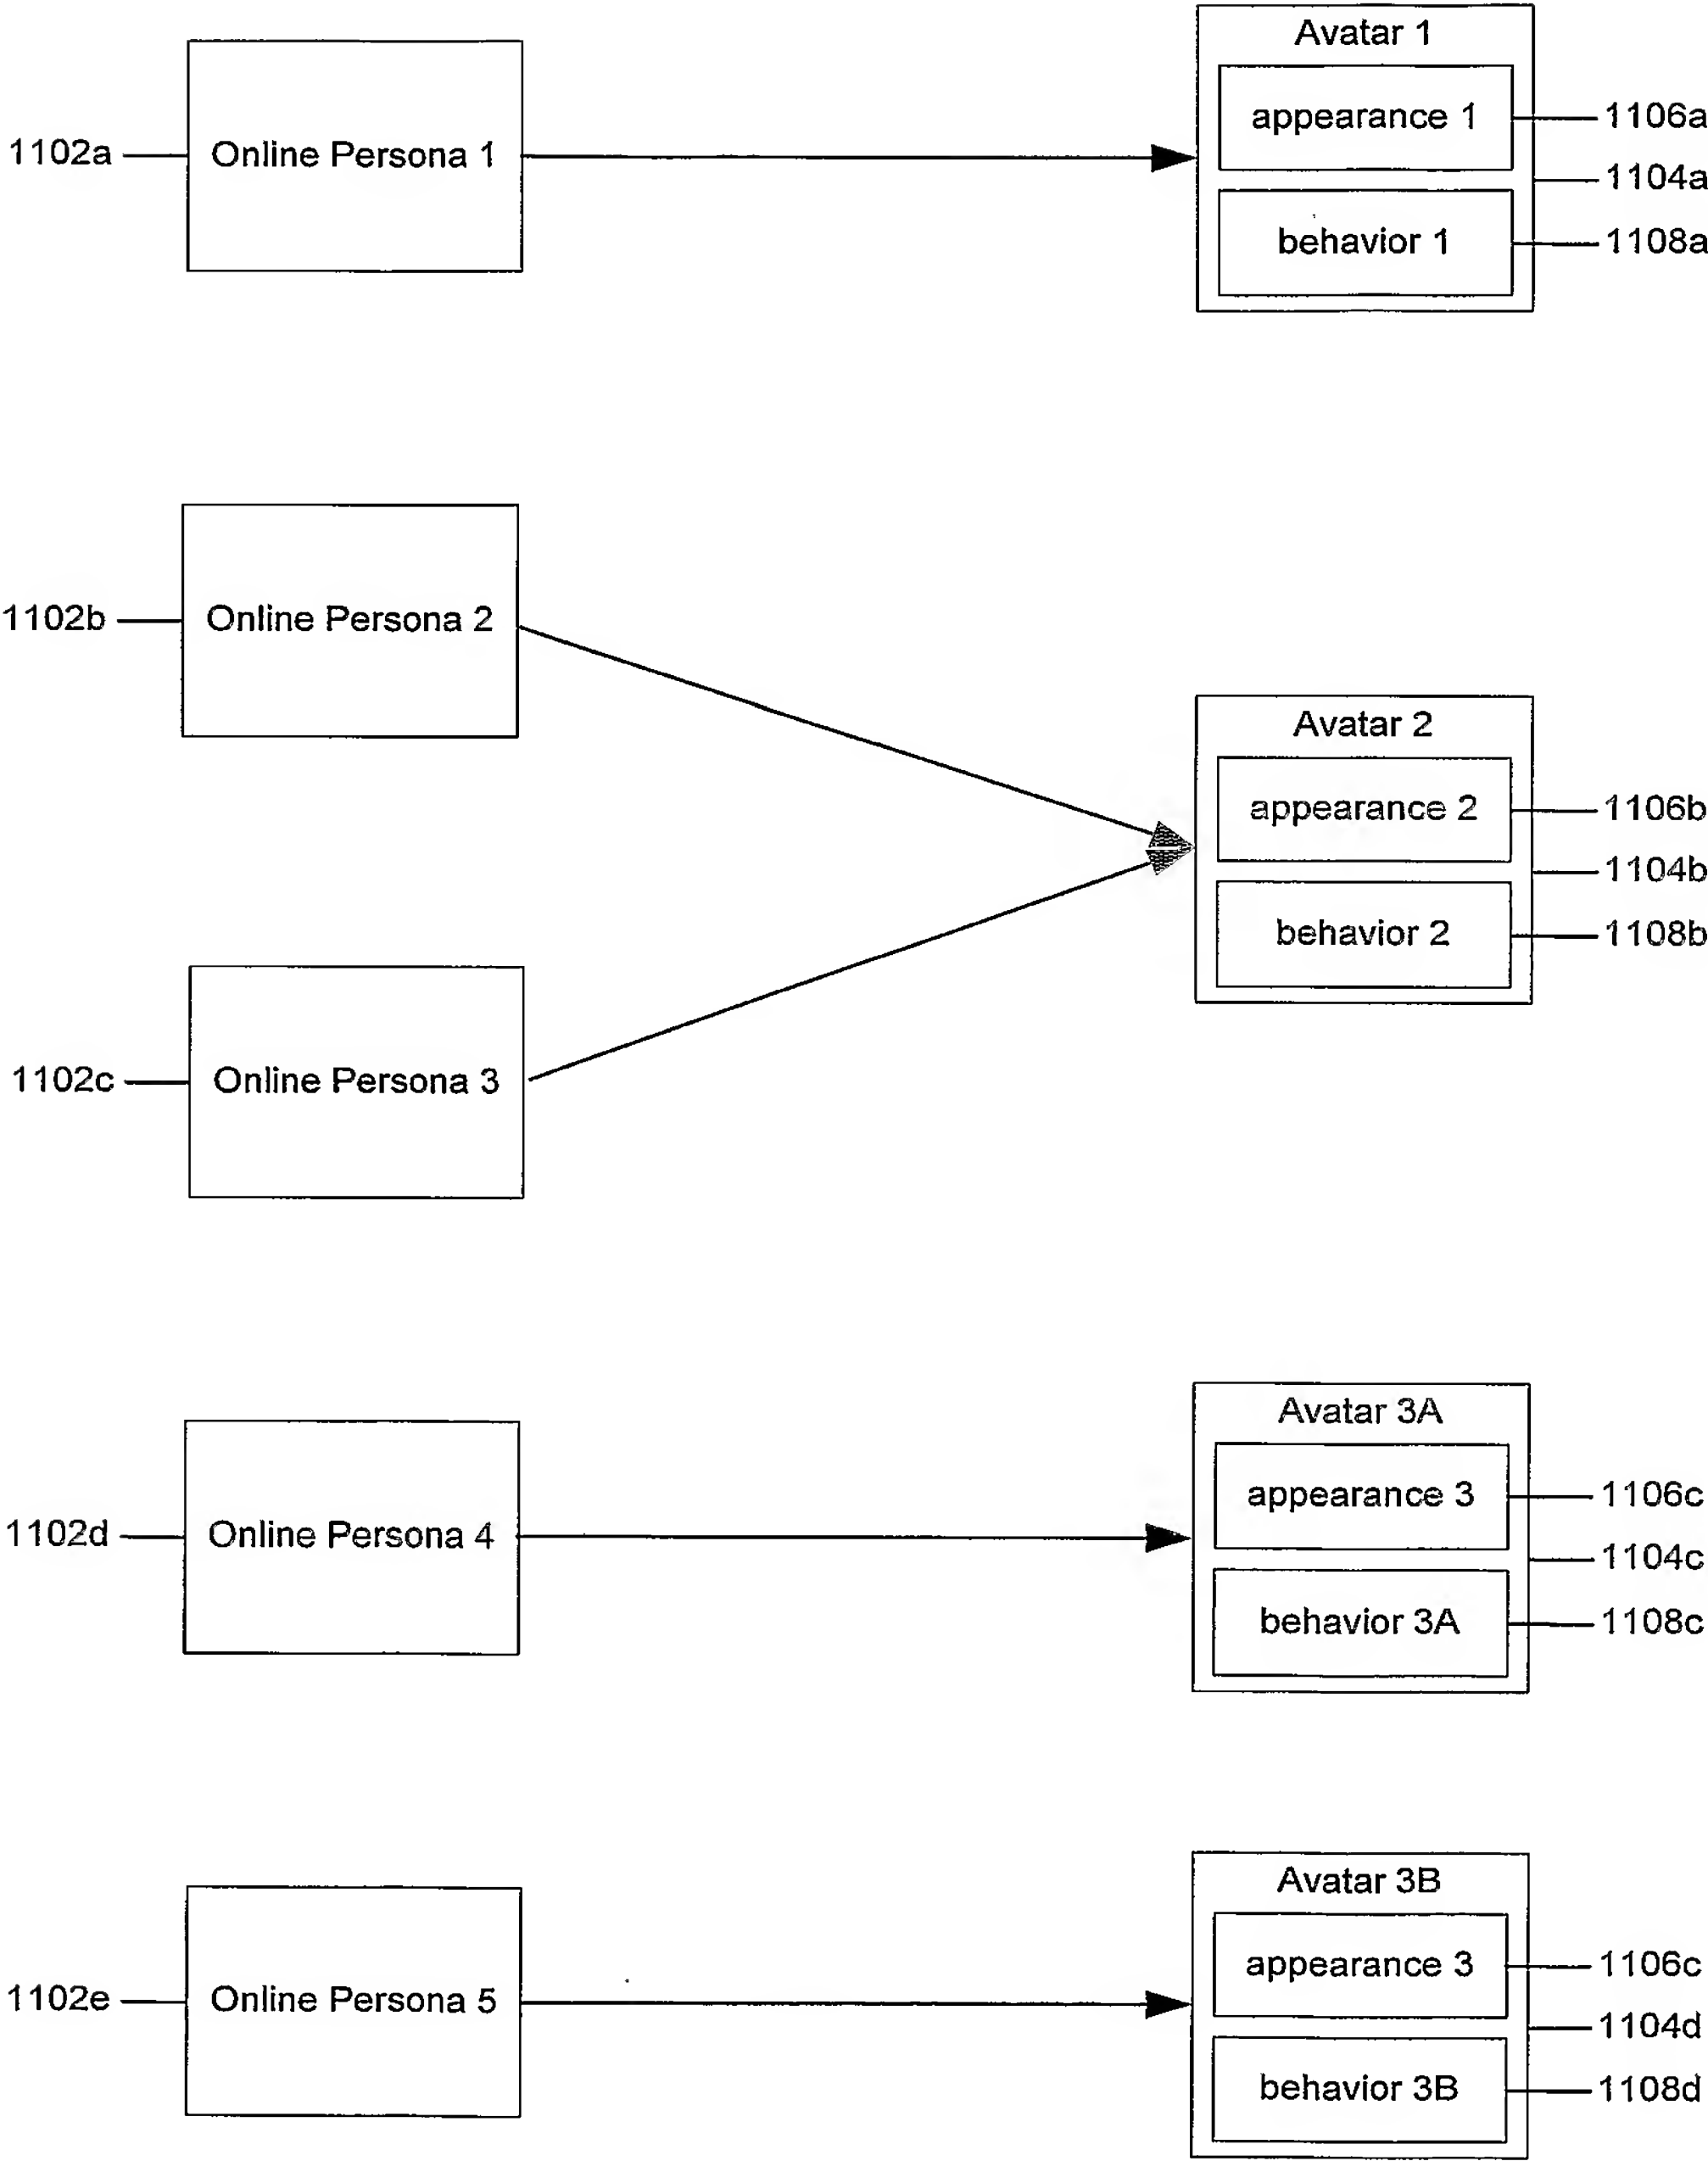 Avatar 1
appearance 1
1106a
1102a
Online Persona 1
1104a
behavior 1
1108a
1102b
Online Persona 2
Avatar 2
appearance 2
1106b
1104b
behavior 2
1108b
1102c
Online Persona 3
Avatar 3A
appearance 3
1106c
1102d
Online Persona 4
1104c
behavior 3A
1108c
Avatar 3B
appearance 3
1106c
1102e
Online Persona 5
1104d
behavior 3B
1108d